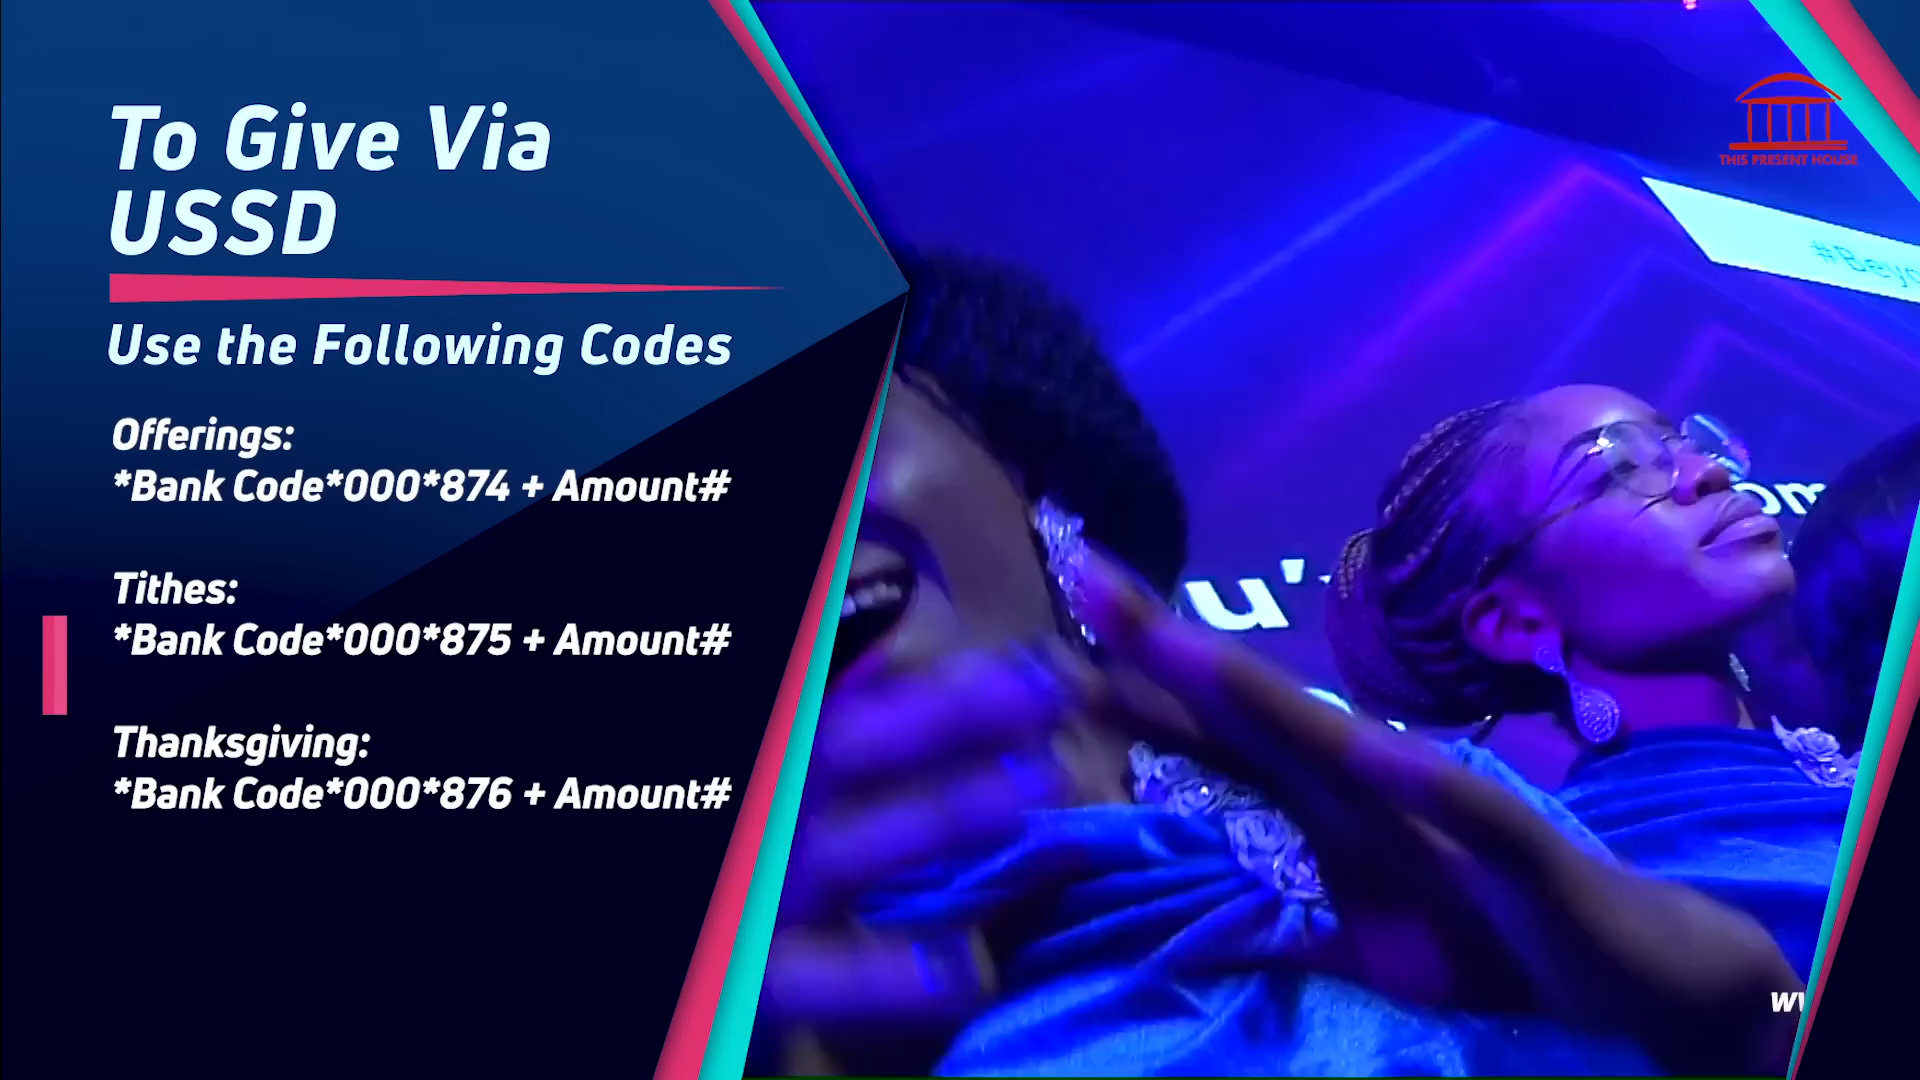 To Give Via
USSD
Use the Following Codes
Offerings:
*Bank Code*000*874 + Amount#
Tithes:
*Bank Code*000*875 + Amount#
Thanksgiving:
*Bank Code*000*876 + Amount#
THIS PRESENT HOUSE